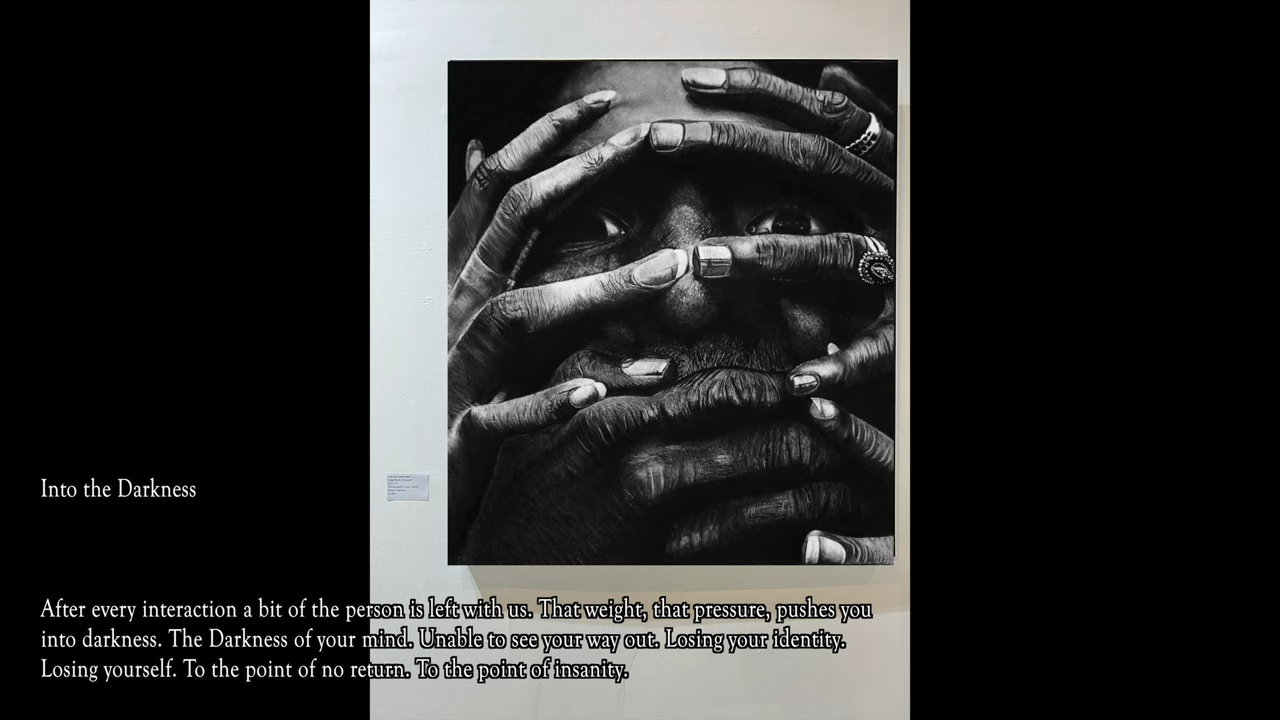 Into the Darkness
After every interaction a bit of the person is left with us. That weight, that pressure, pushes you
into darkness. The Darkness of your mind. Unable to see your way out. Losing your identity.
Losing yourself. To the point of no return. To the point of insanity.